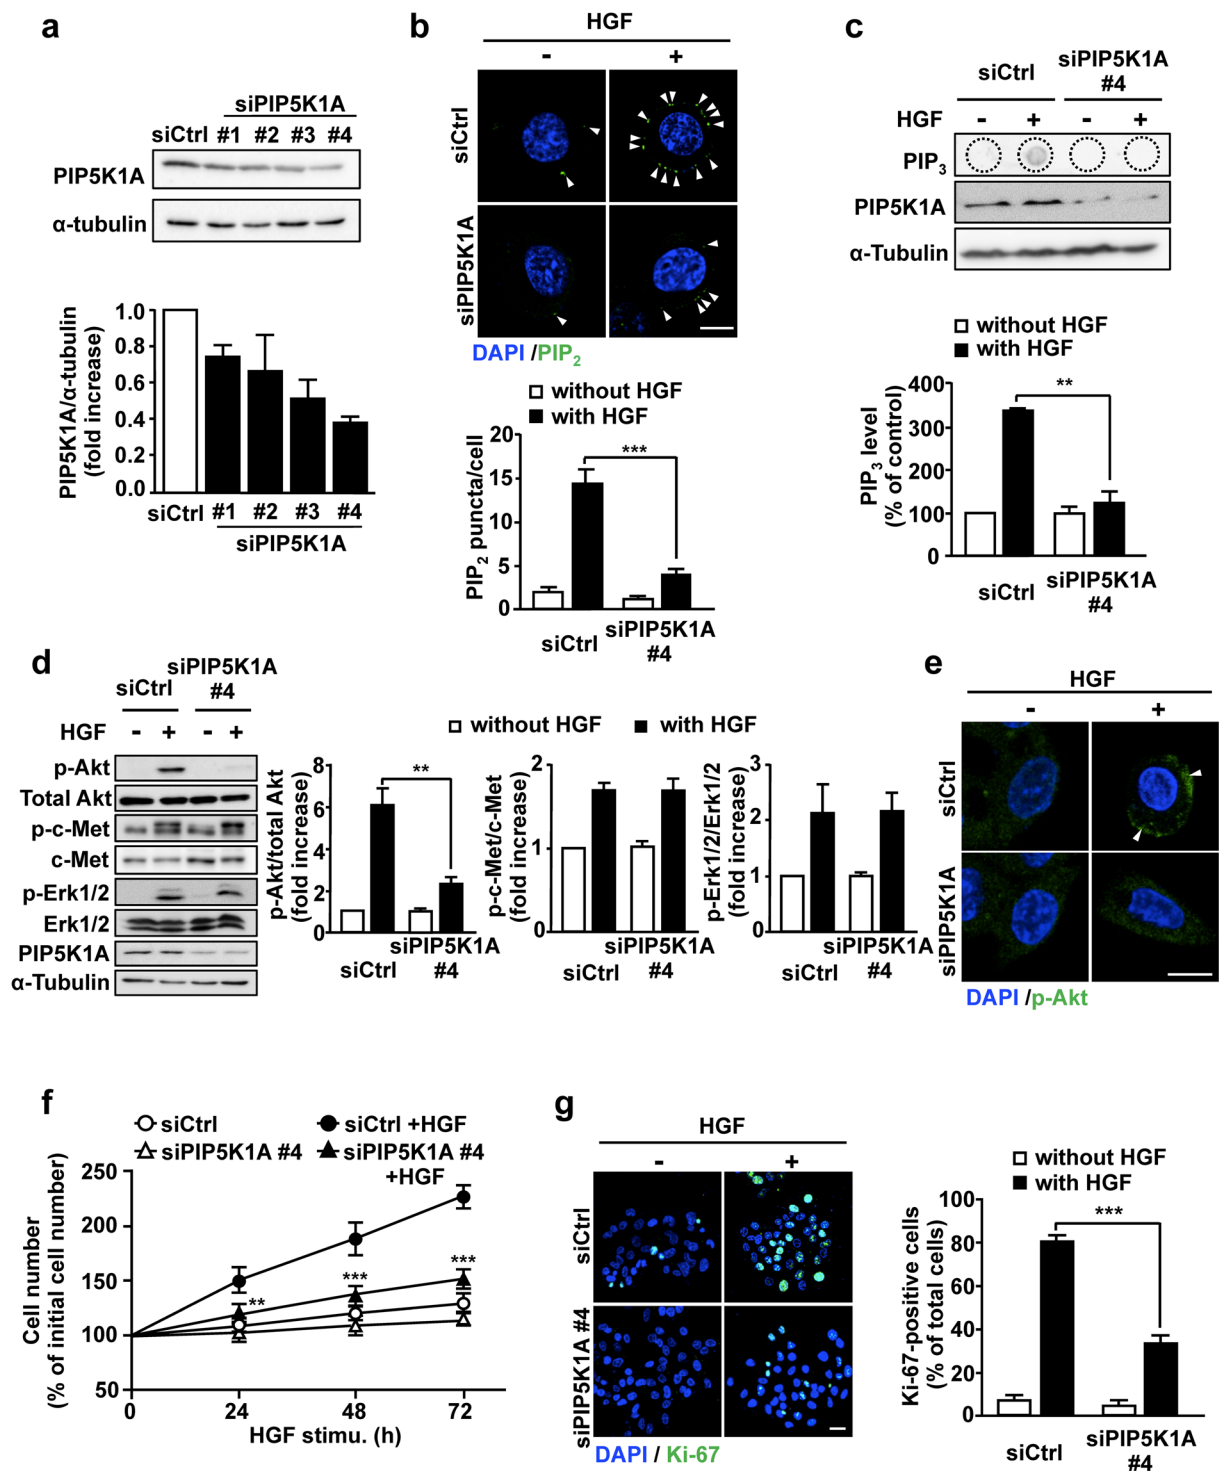 a
siPIP5K1A
siCtrl #1 #2 #3 #4
PIP5K1A
α-tubulin
PIP5K1A/α-tubulin
(fold increase)
1.0
0.8
0.6
0.4
0.2
0.0
siCtrl #1 #2 #3 #4
siPIP5K1A
b
HGF
- +
siCtrl
siPIP5K1A
DAPI /PIP2
without HGF
with HGF
PIP2 puncta/cell
20
15
10
5
0
siCtrl
siPIP5K1A
#4
***
c
siCtrl
siPIP5K1A
#4
HGF - + - +
PIP3
PIP5K1A
α-Tubulin
without HGF
with HGF
PIP3 level
(% of control)
400
300
200
100
0
**
siCtrl
siPIP5K1A
#4
d
siCtrl
siPIP5K1A
#4
HGF - + - +
p-Akt
Total Akt
p-c-Met
c-Met
p-Erk1/2
Erk1/2
PIP5K1A
α-Tubulin
without HGF with HGF
p-Akt/total Akt
(fold increase)
8
6
4
2
0
**
siCtrl
siPIP5K1A
#4
p-c-Met/c-Met
(fold increase)
2
1
0
siCtrl
siPIP5K1A
#4
p-Erk1/2/Erk1/2
(fold increase)
3
2
1
0
siCtrl
siPIP5K1A
#4
e
HGF
- +
siCtrl
siPIP5K1A
DAPI /p-Akt
f
siCtrl siCtrl +HGF
siPIP5K1A #4 siPIP5K1A #4
+HGF
Cell number
(% of initial cell number)
250
200
150
100
50
**
***
***
0 24 48 72
HGF stimu. (h)
g
HGF
- +
siCtrl
siPIP5K1A #4
DAPI / Ki-67
without HGF
with HGF
Ki-67-positive cells
(% of total cells)
100
80
60
40
20
0
***
siCtrl
siPIP5K1A
#4